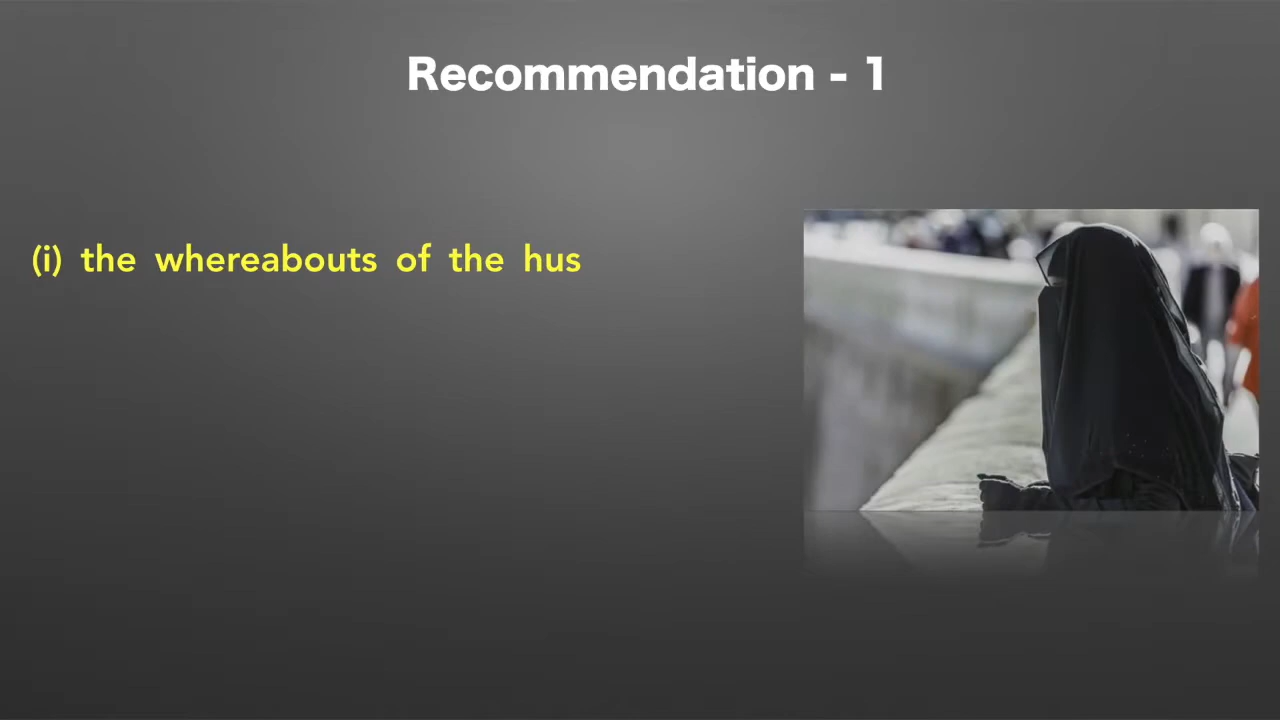 Recommendation - 1
(i) the whereabouts of the hus